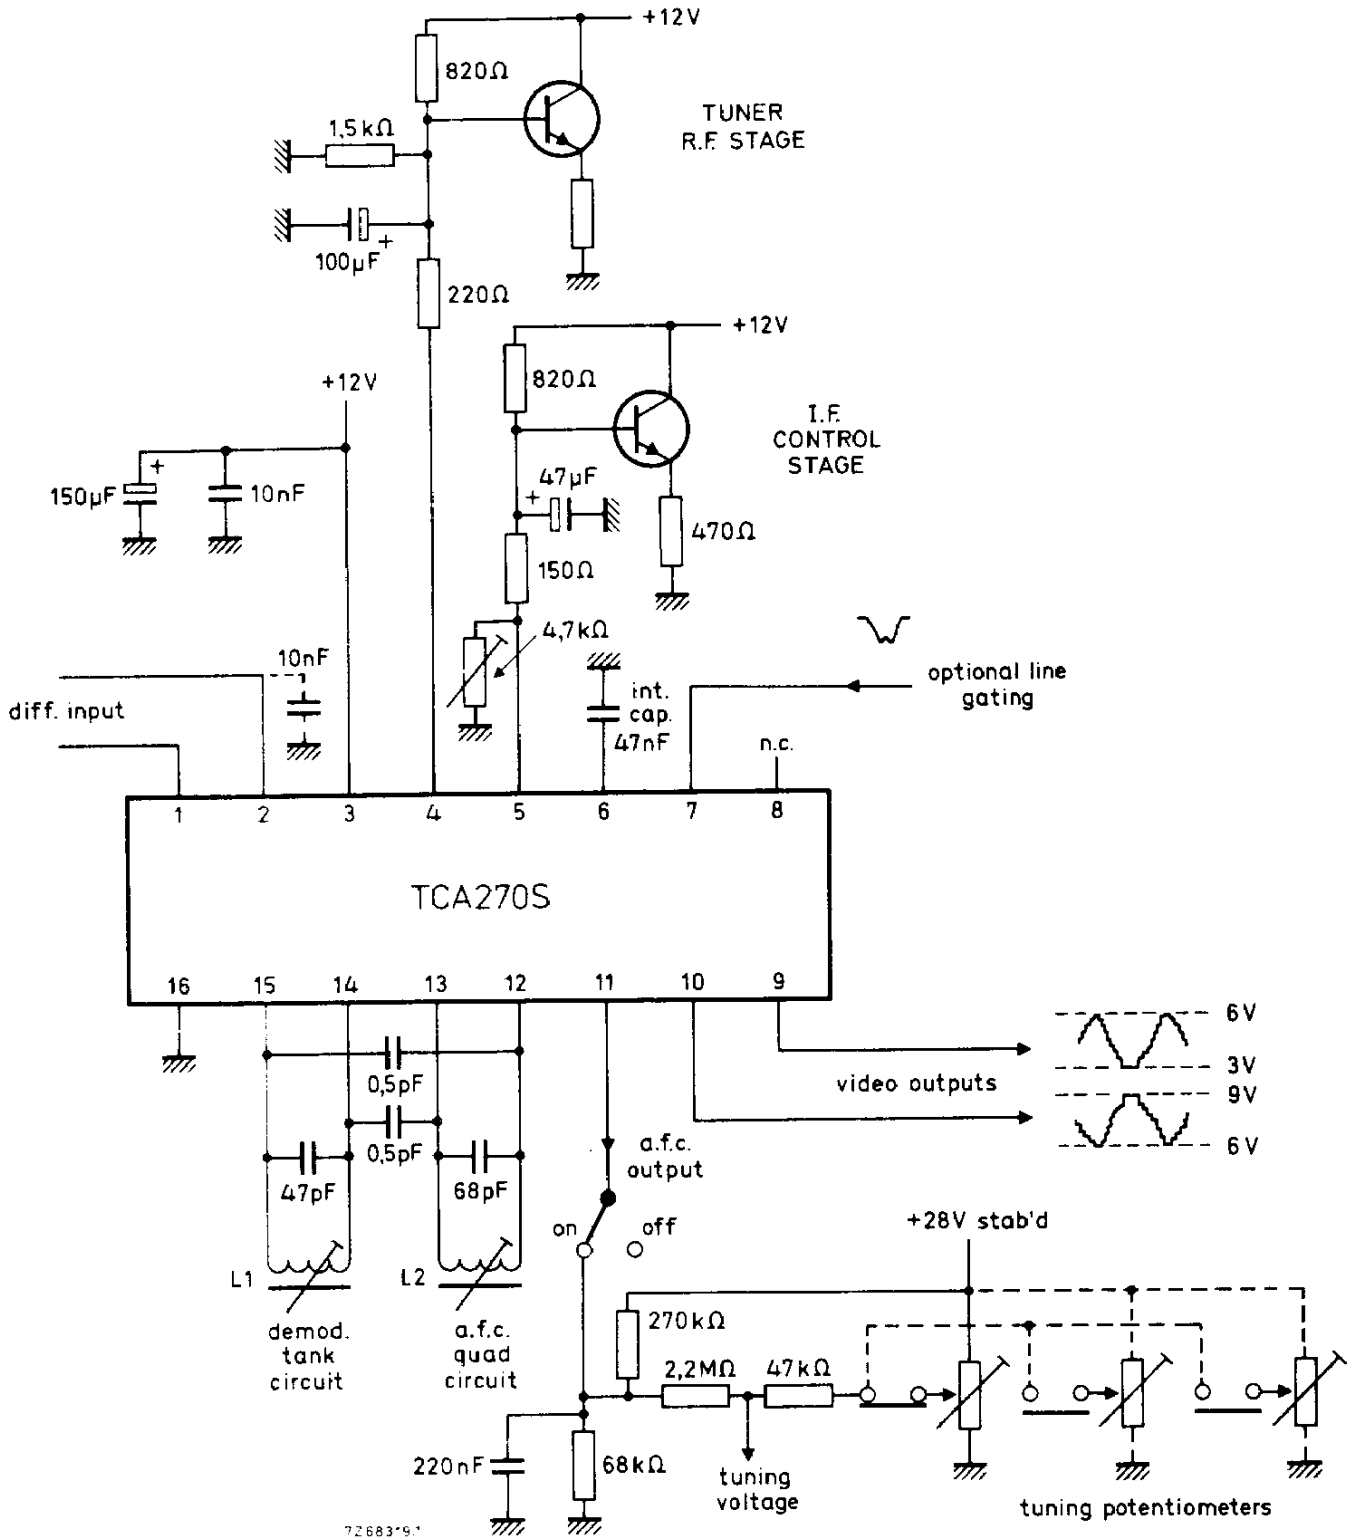 +12V
820Ω
TUNER
R.F. STAGE
1,5kΩ
100µF
+
220Ω
+12V
820Ω
+12V
I.F.
CONTROL
STAGE
+
150µF
10nF
47µF
+
470Ω
150Ω
4,7kΩ
10nF
diff. input
int.
cap.
47nF
optional line
gating
n.c.
1 2 3 4 5 6 7 8
TCA270S
16 15 14 13 12 11 10 9
6V
0,5pF
3V
video outputs
9V
0,5pF
a.f.c.
output
6V
47pF
68pF
+28V stab'd
on
off
L1
L2
270kΩ
demod.
tank
circuit
a.f.c.
quad
circuit
2,2MΩ
47kΩ
220nF
68kΩ
tuning
voltage
tuning potentiometers